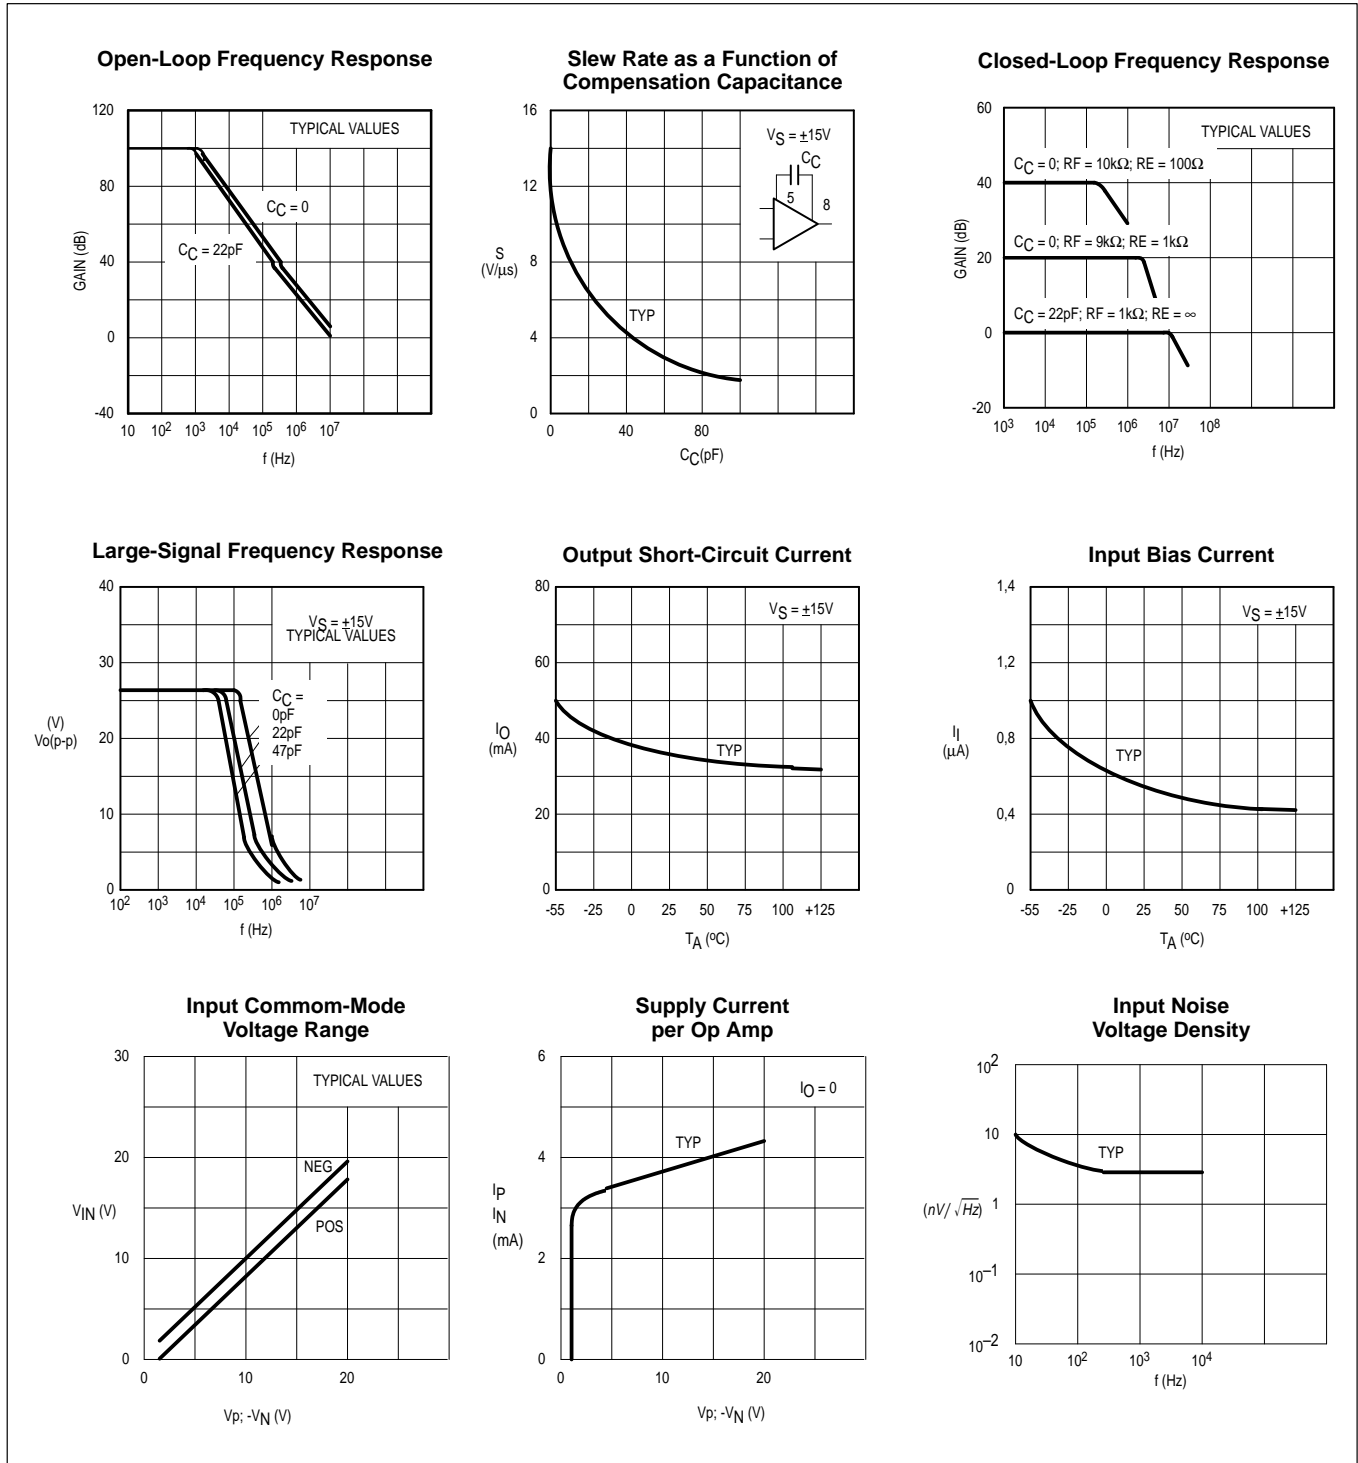 Open-Loop Frequency Response
120
80
40
0
-40
GAIN (dB)
TYPICAL VALUES
CC = 0
CC = 22pF
10 10² 10³ 10⁴ 10⁵ 10⁶ 10⁷
f (Hz)
Slew Rate as a Function of
Compensation Capacitance
16
12
8
4
0
S
(V/µs)
VS = ±15V
CC
5
8
TYP
0 40 80
CC(pF)
Closed-Loop Frequency Response
60
40
20
0
-20
GAIN (dB)
TYPICAL VALUES
CC = 0; RF = 10kΩ; RE = 100Ω
CC = 0; RF = 9kΩ; RE = 1kΩ
CC = 22pF; RF = 1kΩ; RE = ∞
10³ 10⁴ 10⁵ 10⁶ 10⁷ 10⁸
f (Hz)
Large-Signal Frequency Response
40
30
20
10
0
(V)
Vo(p-p)
VS = ±15V
TYPICAL VALUES
CC =
0pF
22pF
47pF
10² 10³ 10⁴ 10⁵ 10⁶ 10⁷
f (Hz)
Output Short-Circuit Current
80
60
40
20
0
IO
(mA)
VS = ±15V
TYP
-55 -25 0 25 50 75 100 +125
TA (ºC)
Input Bias Current
1,4
1,2
1,0
0,8
0,4
0
II
(µA)
VS = ±15V
TYP
-55 -25 0 25 50 75 100 +125
TA (ºC)
Input Commom-Mode
Voltage Range
30
20
10
0
VIN (V)
TYPICAL VALUES
NEG
POS
0 10 20
Vp; -VN (V)
Supply Current
per Op Amp
6
4
2
0
IP
IN
(mA)
IO = 0
TYP
0 10 20
Vp; -VN (V)
Input Noise
Voltage Density
10²
10
1
10⁻¹
10⁻²
(nV/√Hz)
TYP
10 10² 10³ 10⁴
f (Hz)